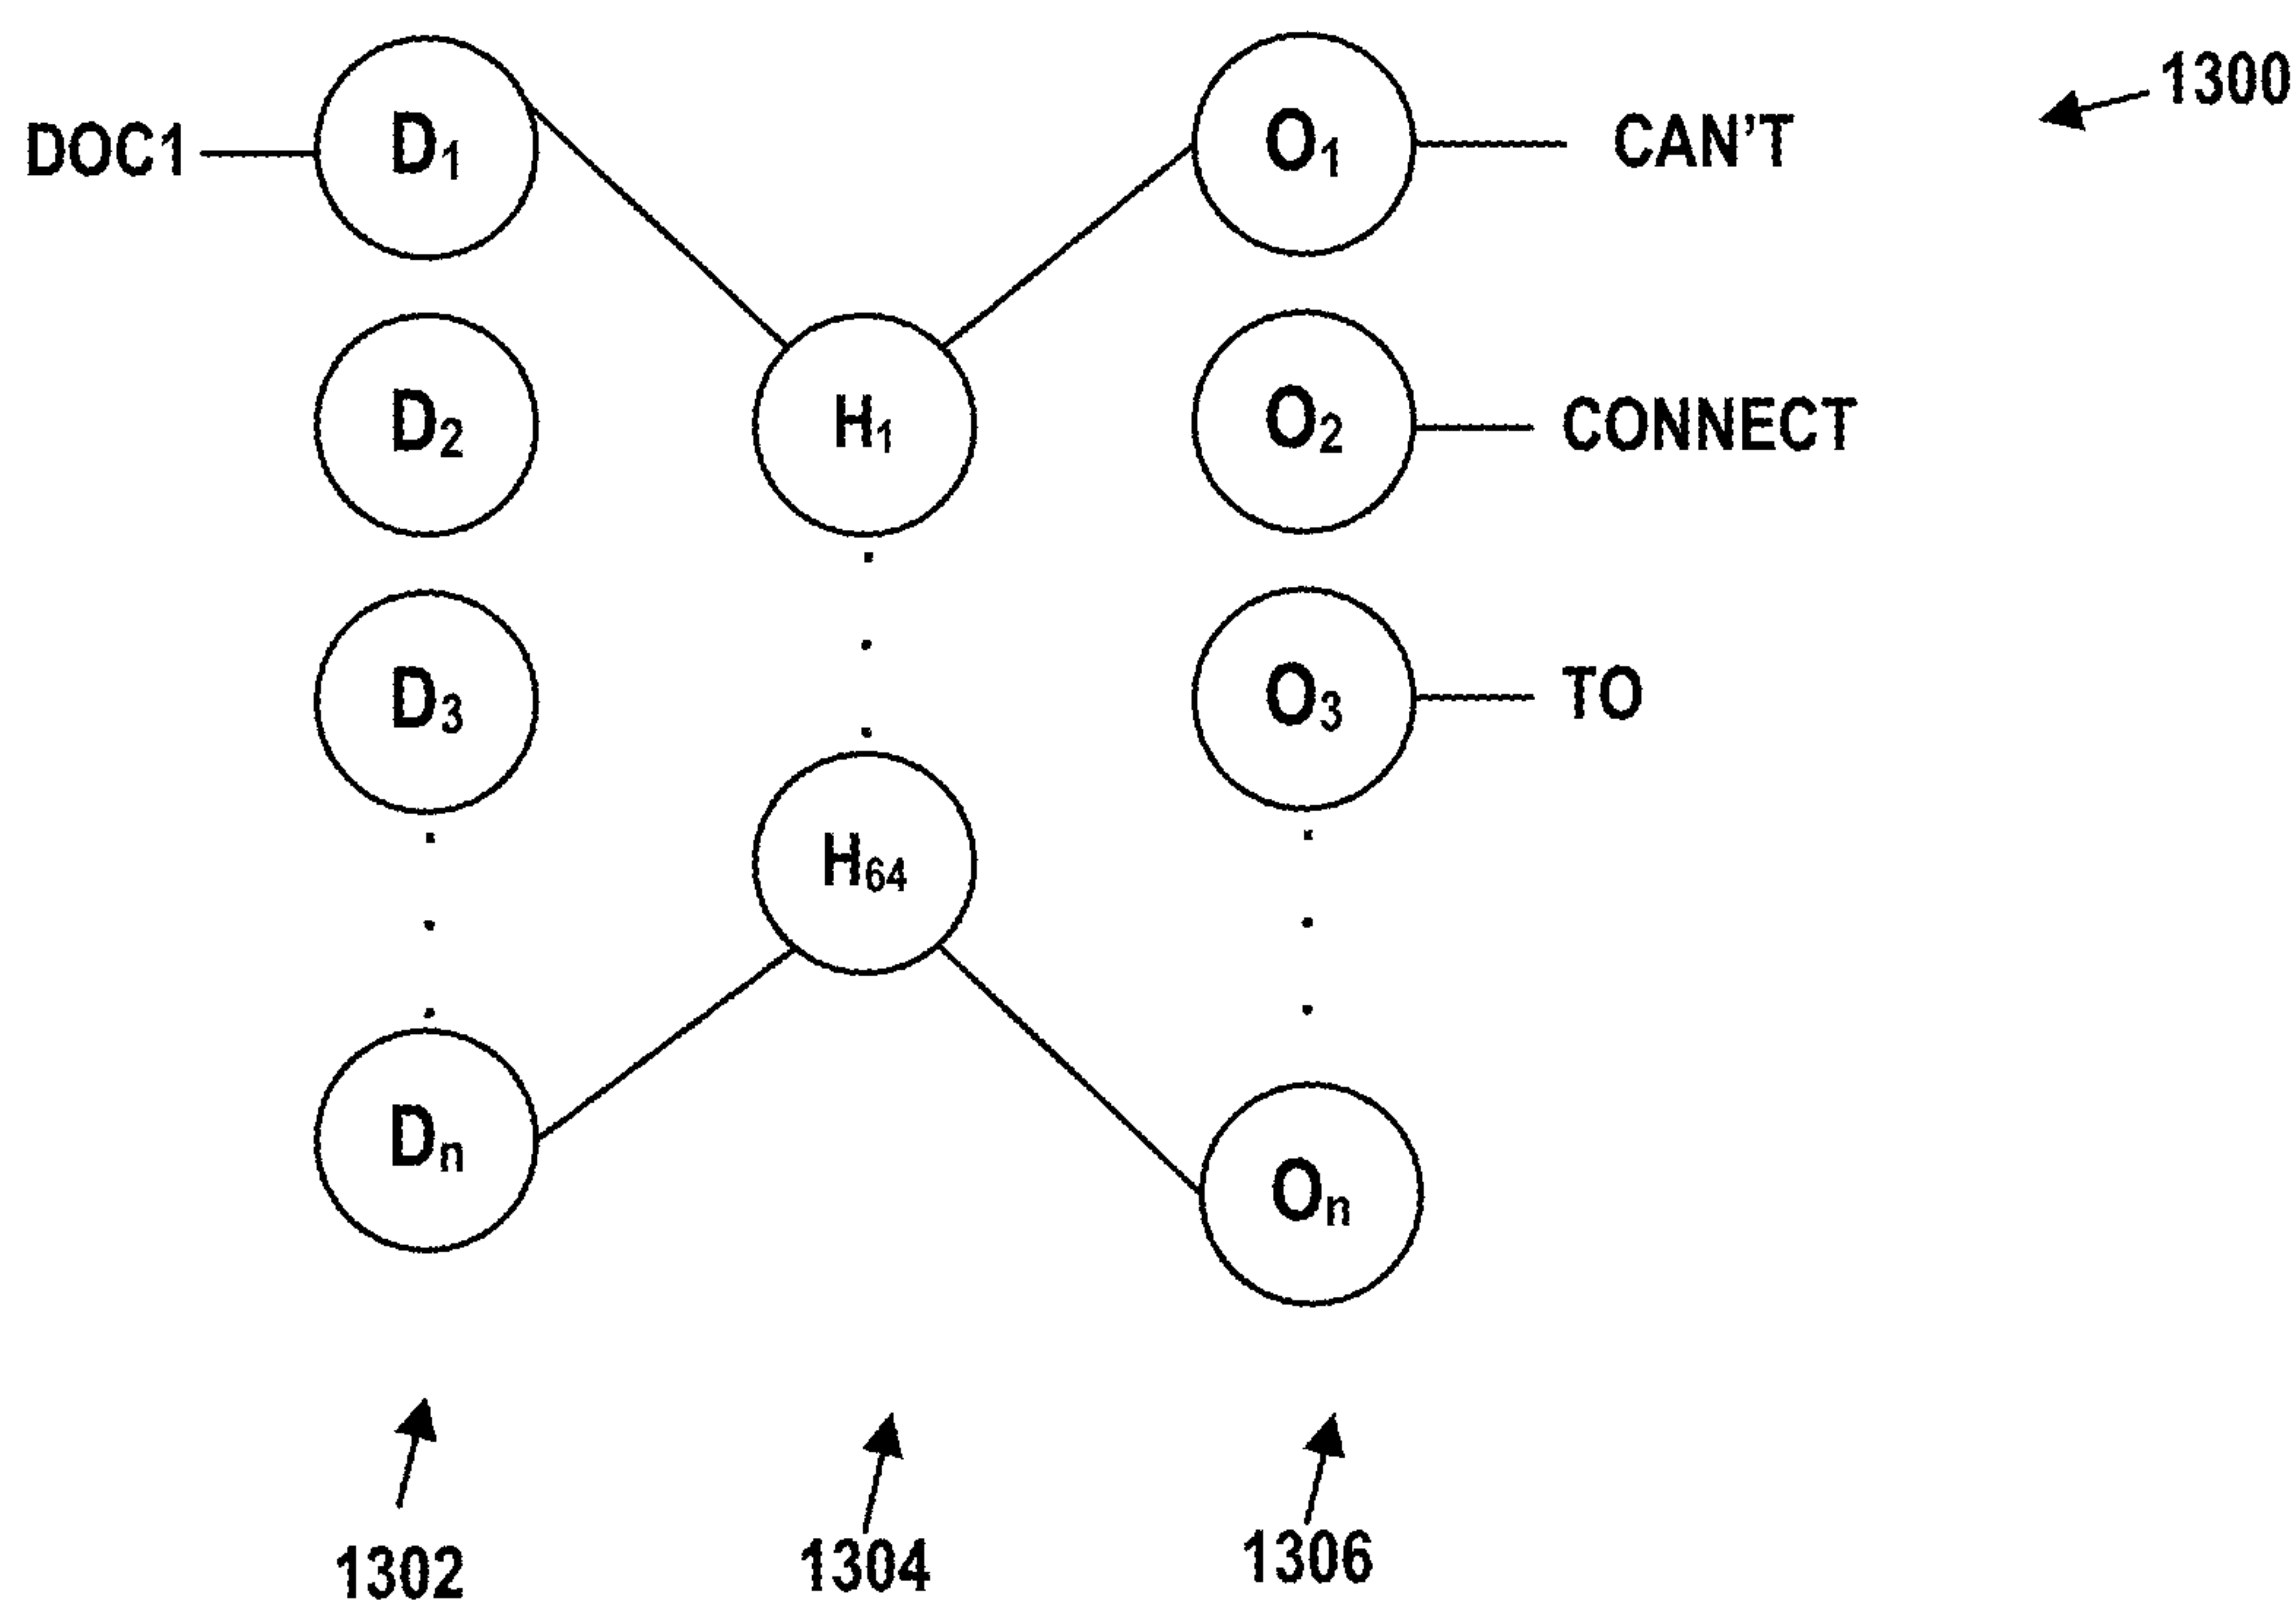 1300
DOC1
D1
O1
CAN'T
D2
H1
O2
CONNECT
D3
O3
TO
H64
Dn
On
1302
1304
1306